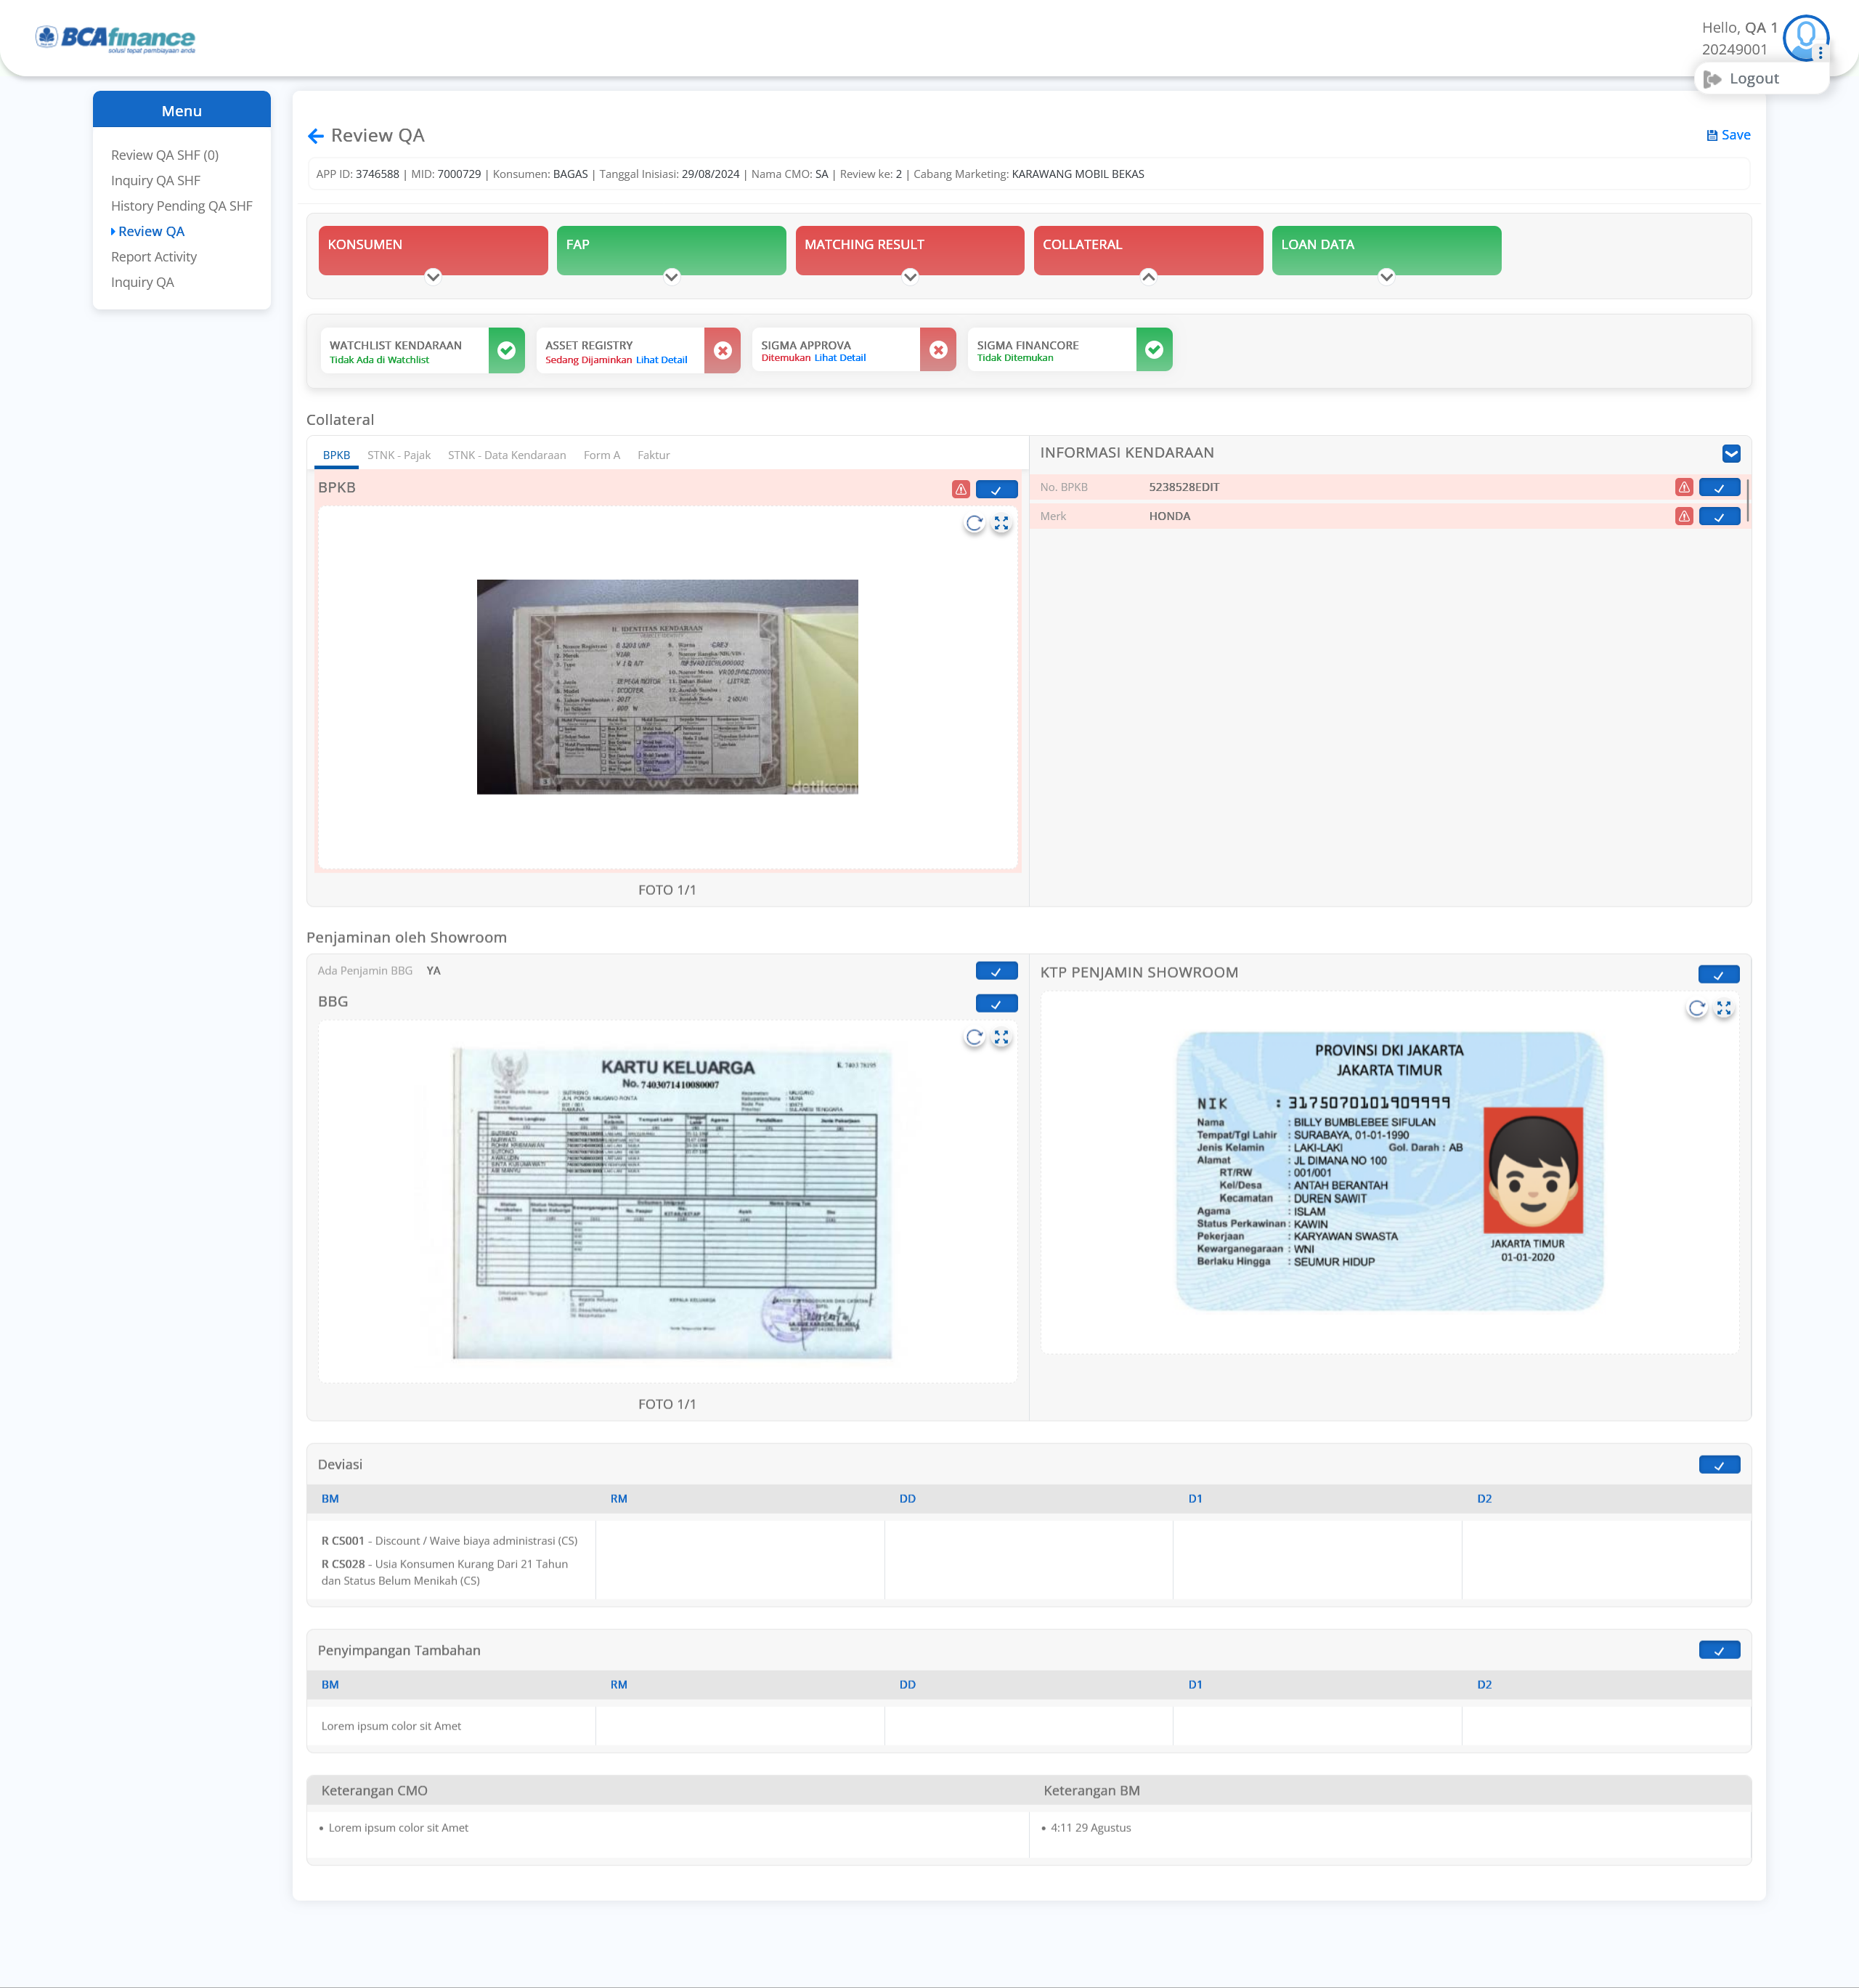 BCAfinance
solusi tepat pembiayaan anda
Hello, QA 1
20249001
Logout
Menu
Review QA SHF (0)
Inquiry QA SHF
History Pending QA SHF
Review QA
Report Activity
Inquiry QA
Review QA
Save
APP ID: 3746588 | MID: 7000729 | Konsumen: BAGAS | Tanggal Inisiasi: 29/08/2024 | Nama CMO: SA | Review ke: 2 | Cabang Marketing: KARAWANG MOBIL BEKAS
KONSUMEN
FAP
MATCHING RESULT
COLLATERAL
LOAN DATA
WATCHLIST KENDARAAN
Tidak Ada di Watchlist
ASSET REGISTRY
Sedang Dijaminkan Lihat Detail
SIGMA APPROVA
Ditemukan Lihat Detail
SIGMA FINANCORE
Tidak Ditemukan
Collateral
BPKB STNK - Pajak STNK - Data Kendaraan Form A Faktur
BPKB
H. IDENTITAS KENDARAAN
detikcom
FOTO 1/1
INFORMASI KENDARAAN
No. BPKB 5238528EDIT
Merk HONDA
Penjaminan oleh Showroom
Ada Penjamin BBG YA
BBG
KARTU KELUARGA
No. 7403071410080007
FOTO 1/1
KTP PENJAMIN SHOWROOM
PROVINSI DKI JAKARTA
JAKARTA TIMUR
NIK : 3175070101909999
Nama : BILLY BUMBLEBEE SIFULAN
Tempat/Tgl Lahir : SURABAYA, 01-01-1990
Jenis Kelamin : LAKI-LAKI Gol. Darah : AB
Alamat : JL DIMANA NO 100
RT/RW : 001/001
Kel/Desa : ANTAH BERANTAH
Kecamatan : DUREN SAWIT
Agama : ISLAM
Status Perkawinan : KAWIN
Pekerjaan : KARYAWAN SWASTA
Kewarganegaraan : WNI
Berlaku Hingga : SEUMUR HIDUP
JAKARTA TIMUR
01-01-2020
Deviasi
BM RM DD D1 D2
R CS001 - Discount / Waive biaya administrasi (CS)
R CS028 - Usia Konsumen Kurang Dari 21 Tahun
dan Status Belum Menikah (CS)
Penyimpangan Tambahan
BM RM DD D1 D2
Lorem ipsum color sit Amet
Keterangan CMO
Keterangan BM
• Lorem ipsum color sit Amet
• 4:11 29 Agustus